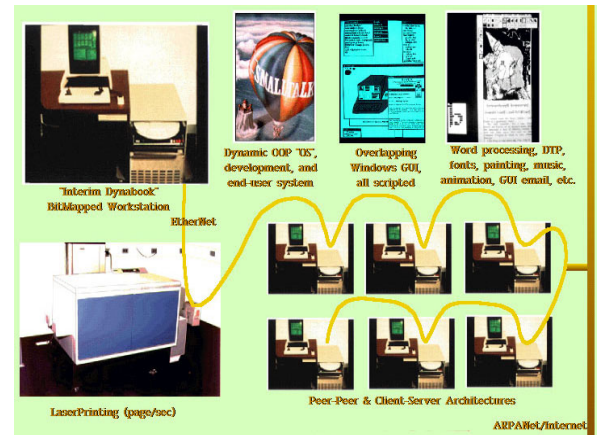 SMALLTALK
Dynamic OOP "OS",
development, and
end-user system
Overlapping
Windows GUI,
all scripted
Word processing, DTP,
fonts, painting, music,
animation, GUI email, etc.
"Interim Dynabook"
BitMapped Workstation
EtherNet
LaserPrinting (page/sec)
Peer-Peer & Client-Server Architectures
ARPANet/Internet